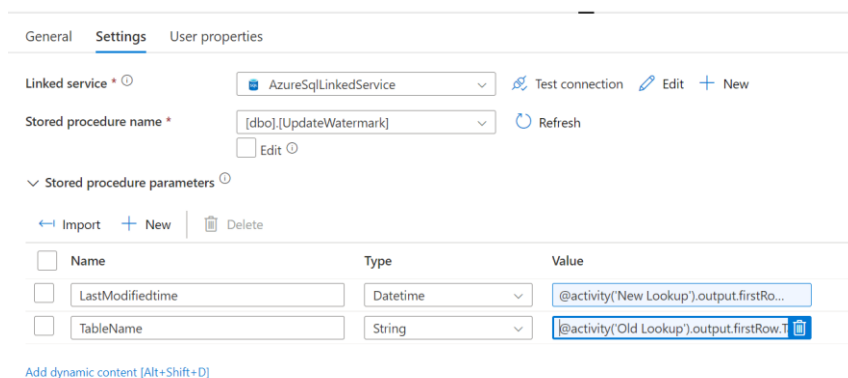 General Settings User properties
Linked service * AzureSqlLinkedService Test connection Edit New
Stored procedure name * [dbo].[UpdateWatermark] Refresh
Edit
Stored procedure parameters
Import New Delete
Name Type Value
LastModifiedtime Datetime @activity('New Lookup').output.firstRo...
TableName String @activity('Old Lookup').output.firstRow.T
Add dynamic content [Alt+Shift+D]